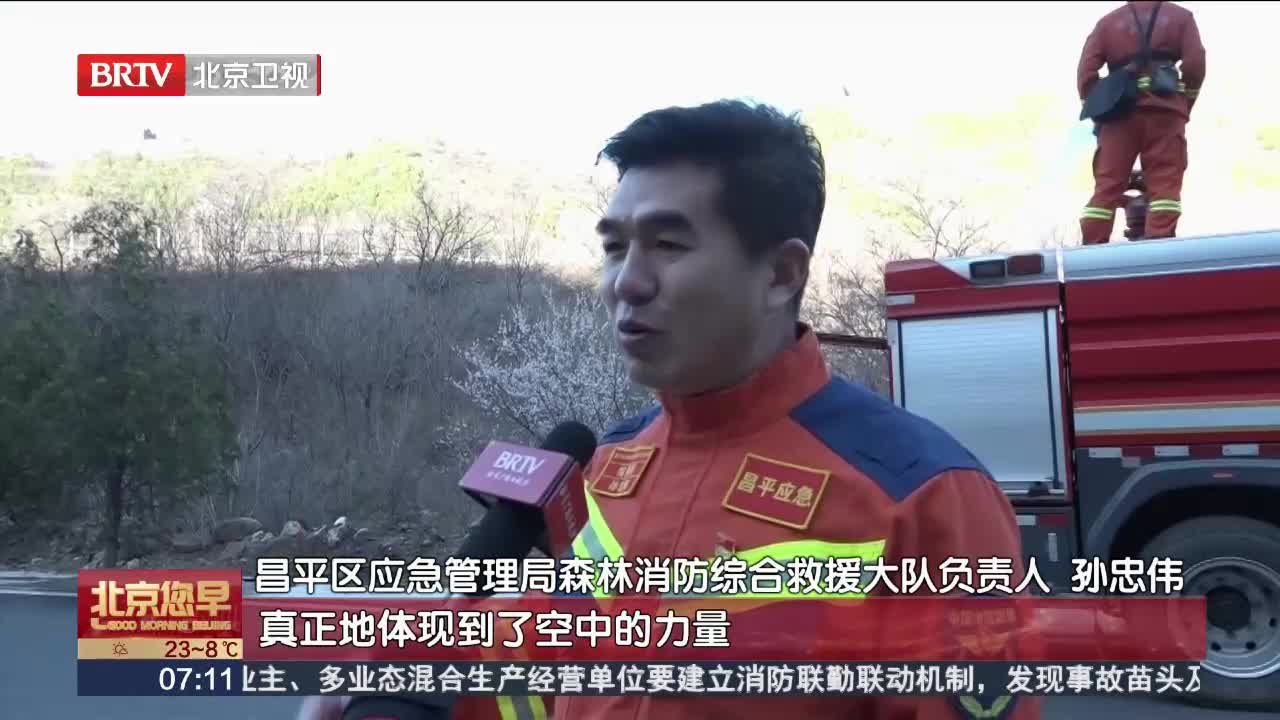 BRTV 北京卫视
BRTV
昌平应急
昌平区应急管理局森林消防综合救援大队负责人 孙忠伟
真正地体现到了空中的力量
北京您早
GOOD MORNING BEIJING
23~8℃
07:11 业主、多业态混合生产经营单位要建立消防联勤联动机制，发现事故苗头及